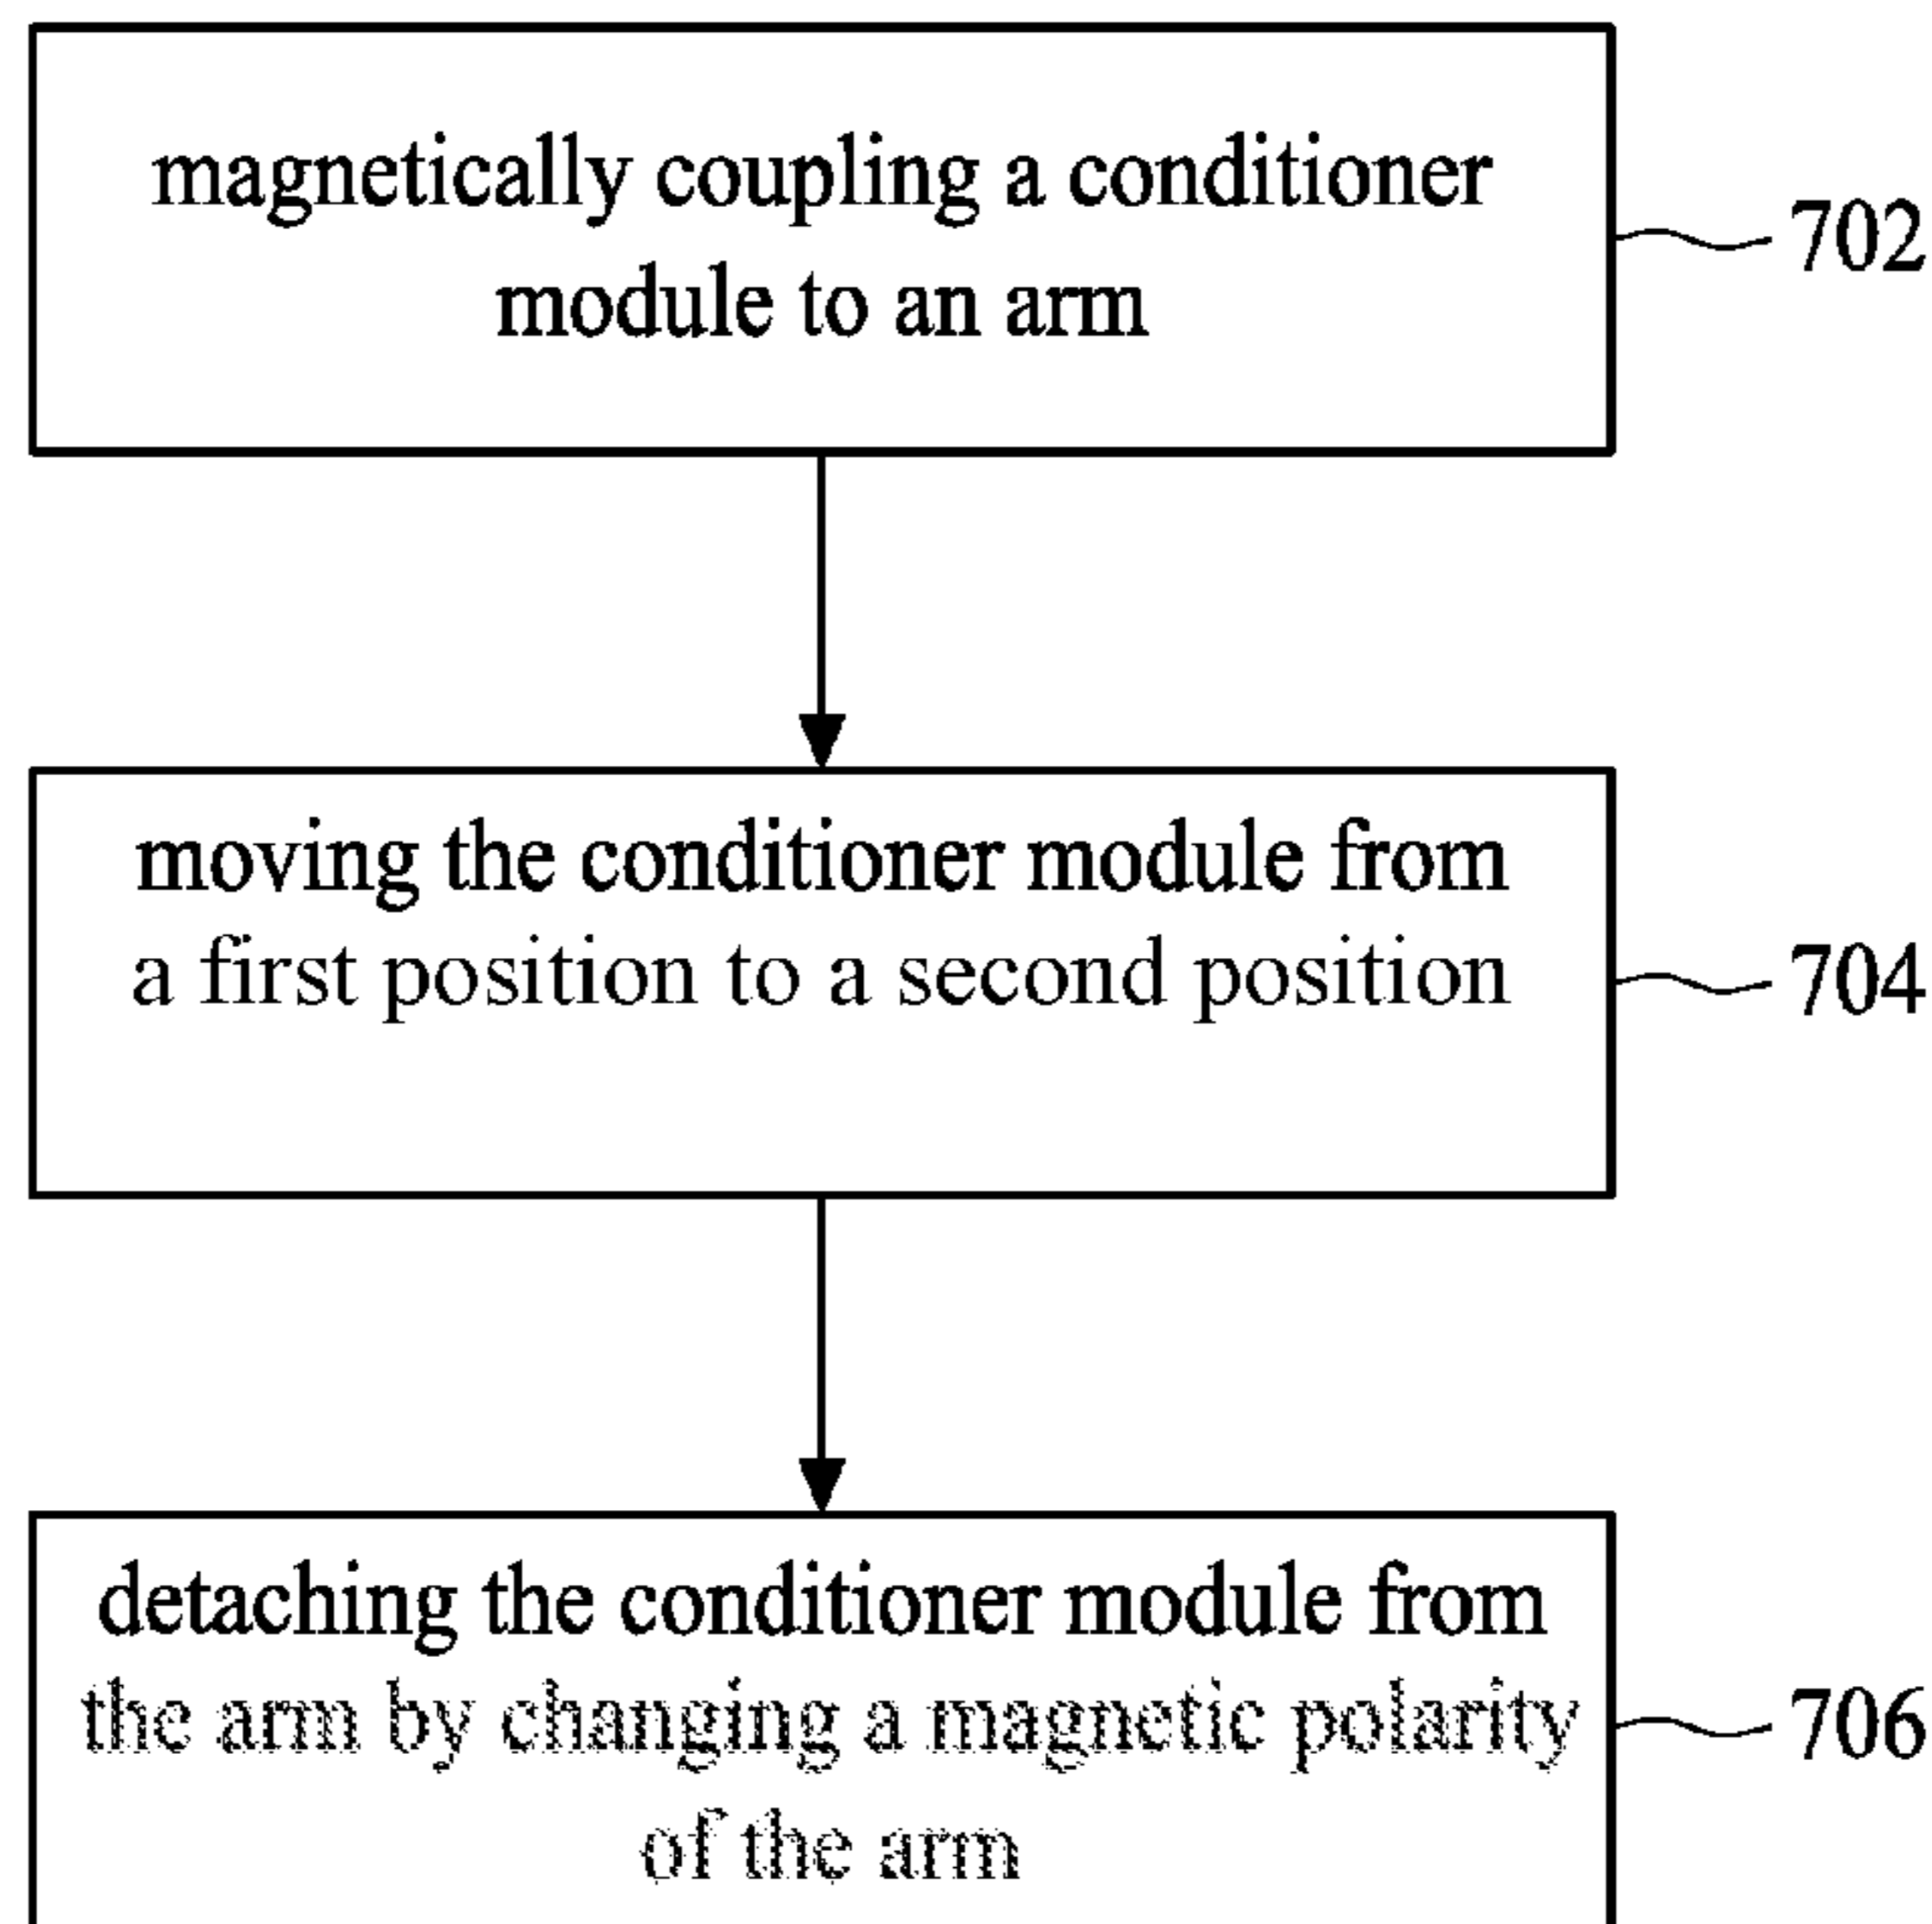 magnetically coupling a conditioner
module to an arm
702
moving the conditioner module from
a first position to a second position
704
detaching the conditioner module from
the arm by changing a magnetic polarity
of the arm
706